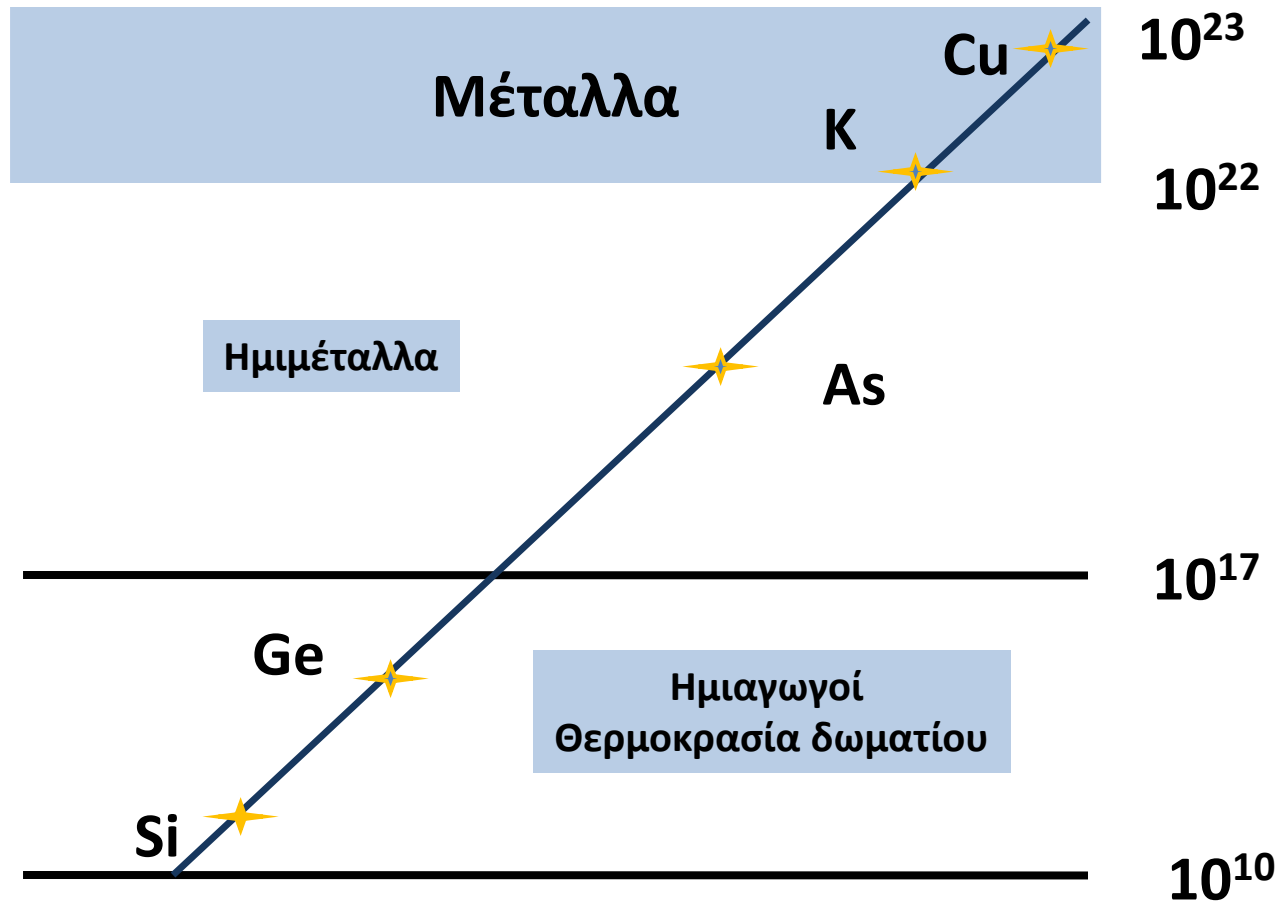 Cu
10²³
Μέταλλα
K
10²²
Ημιμέταλλα
As
10¹⁷
Ge
Ημιαγωγοί
Θερμοκρασία δωματίου
Si
10¹⁰